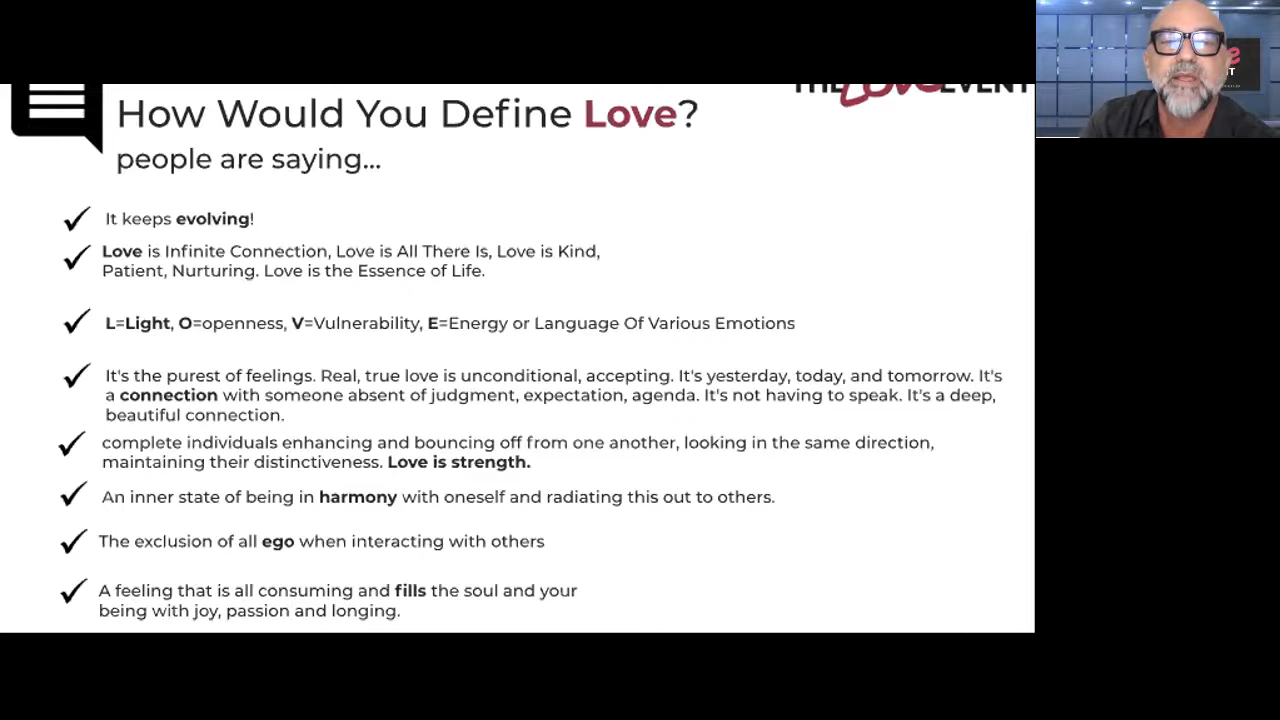 THE LOVE EVENT
How Would You Define Love?
people are saying...
It keeps evolving!
Love is Infinite Connection, Love is All There Is, Love is Kind,
Patient, Nurturing. Love is the Essence of Life.
L=Light, O=openness, V=Vulnerability, E=Energy or Language Of Various Emotions
It's the purest of feelings. Real, true love is unconditional, accepting. It's yesterday, today, and tomorrow. It's
a connection with someone absent of judgment, expectation, agenda. It's not having to speak. It's a deep,
beautiful connection.
complete individuals enhancing and bouncing off from one another, looking in the same direction,
maintaining their distinctiveness. Love is strength.
An inner state of being in harmony with oneself and radiating this out to others.
The exclusion of all ego when interacting with others
A feeling that is all consuming and fills the soul and your
being with joy, passion and longing.